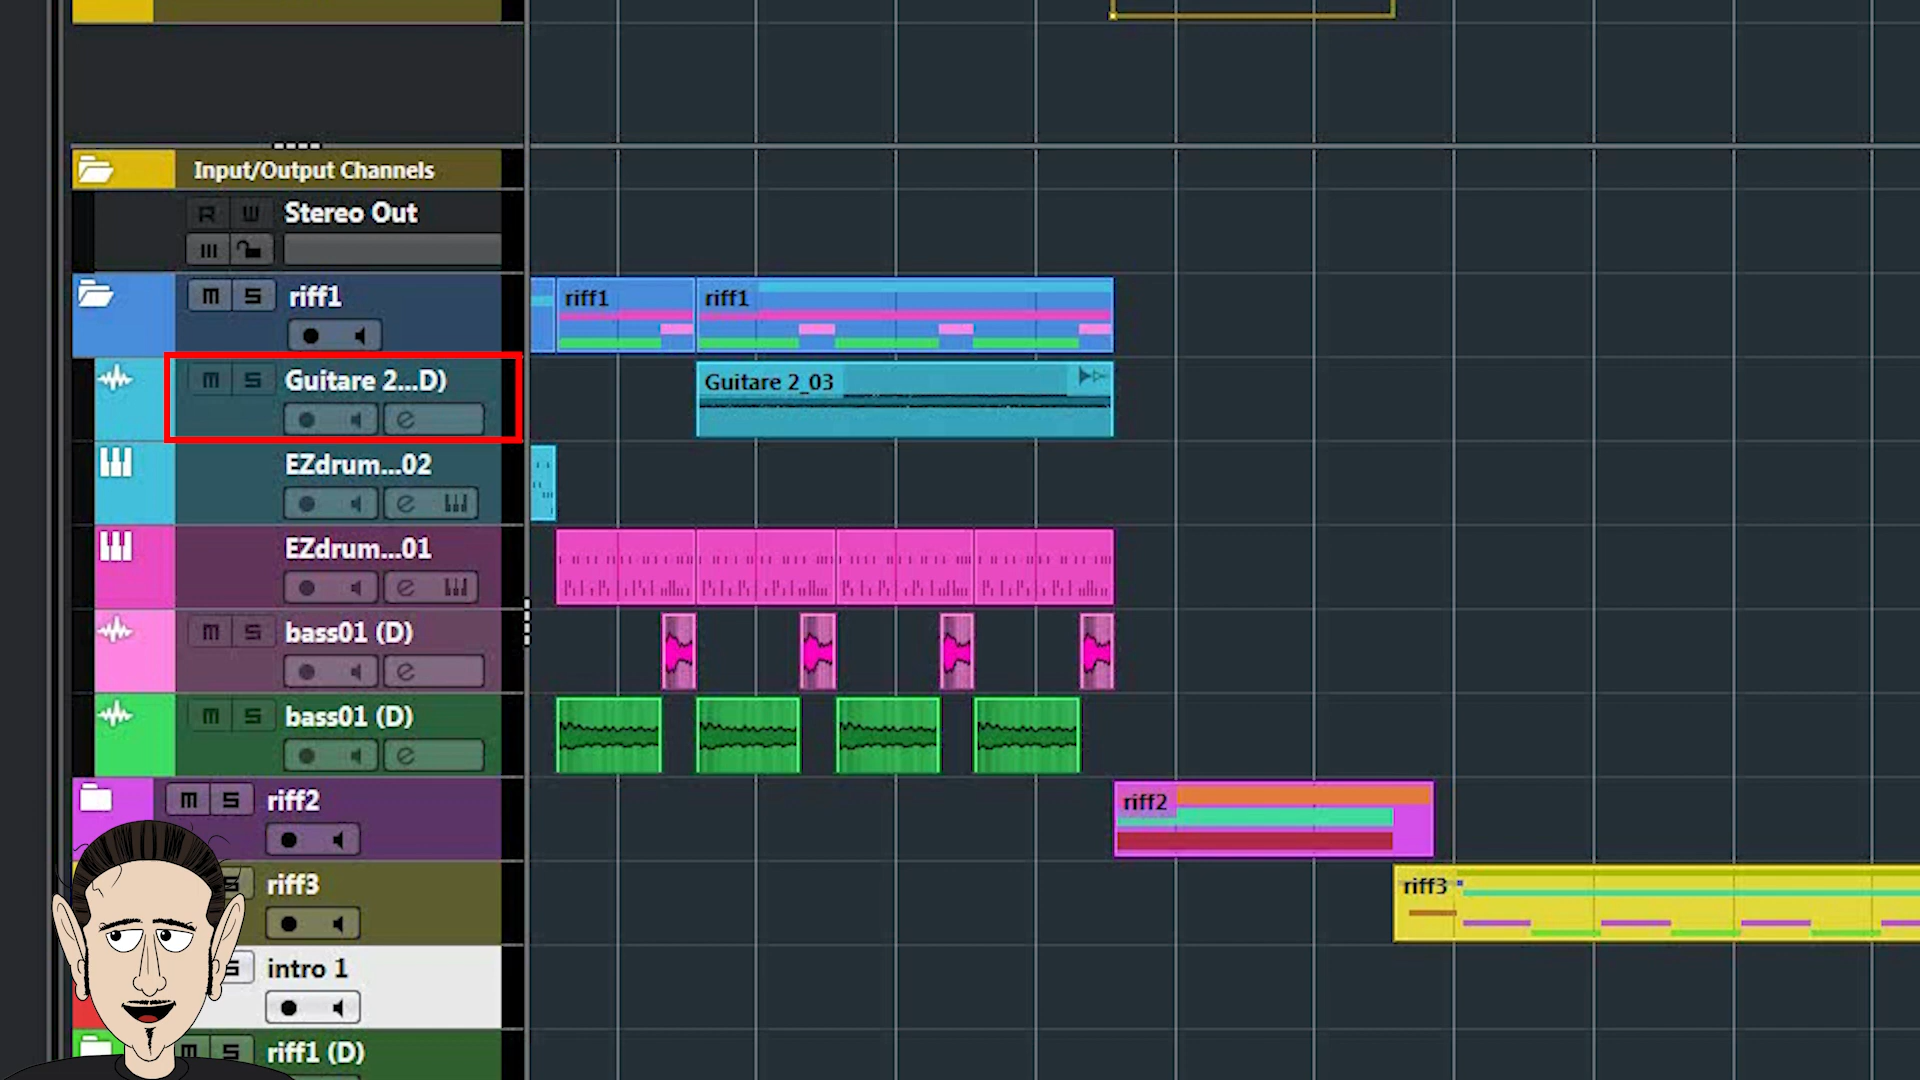 Input/Output Channels
R W Stereo Out
m S riff1
riff1 riff1
m S Guitare 2...D)
e
Guitare 2_03
EZdrum...02
e
EZdrum...01
e
m S bass01 (D)
e
m S bass01 (D)
e
m S riff2
riff2
S riff3
riff3
S intro 1
m S riff1 (D)